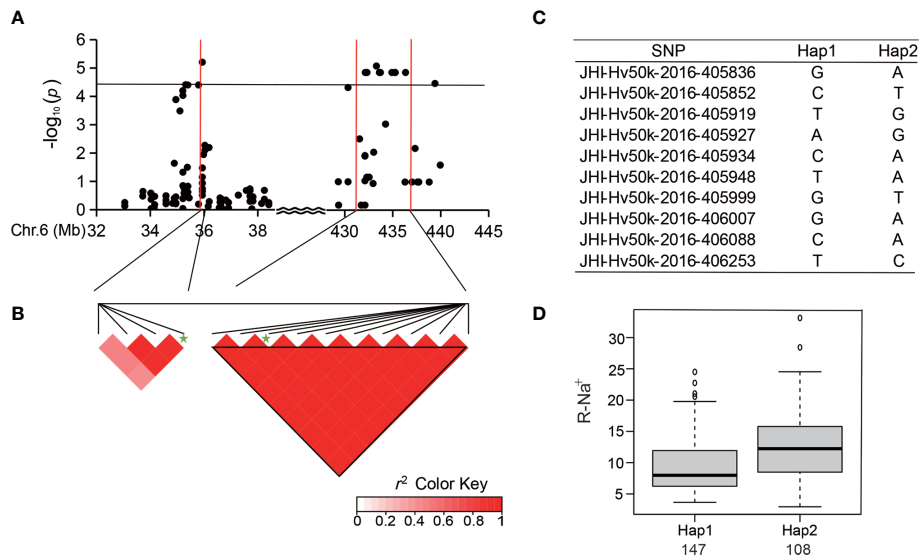 A
6
5
4
3
2
1
0
-log₁₀(p)
Chr.6 (Mb) 32 34 36 38 430 435 440 445
B
r² Color Key
0 0.2 0.4 0.6 0.8 1
C
SNP Hap1 Hap2
JHI-Hv50k-2016-405836 G A
JHI-Hv50k-2016-405852 C T
JHI-Hv50k-2016-405919 T G
JHI-Hv50k-2016-405927 A G
JHI-Hv50k-2016-405934 C A
JHI-Hv50k-2016-405948 T A
JHI-Hv50k-2016-405999 G T
JHI-Hv50k-2016-406007 G A
JHI-Hv50k-2016-406088 C A
JHI-Hv50k-2016-406253 T C
D
30
25
20
15
10
5
R-Na⁺
Hap1 Hap2
147 108